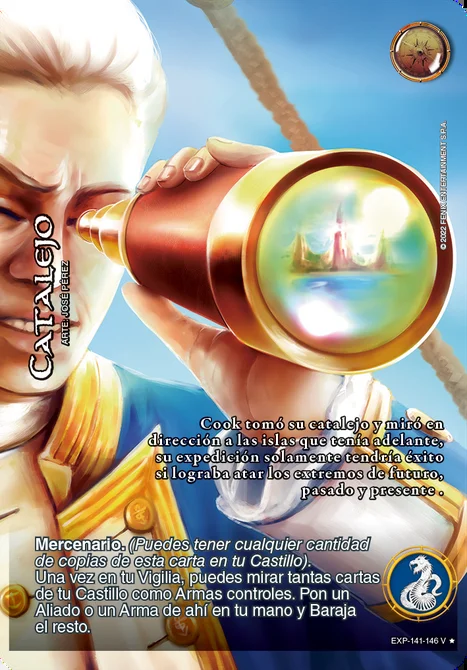 © 2022 FENIX ENTERTAINMENT S.P.A.
CATALEJO
ARTE: JOSÉ PÉREZ
Cook tomó su catalejo y miró en
dirección a las islas que tenía adelante,
su expedición solamente tendría éxito
si lograba atar los extremos de futuro,
pasado y presente .
Mercenario. (Puedes tener cualquier cantidad
de copias de esta carta en tu Castillo).
Una vez en tu Vigilia, puedes mirar tantas cartas
de tu Castillo como Armas controles. Pon un
Aliado o un Arma de ahí en tu mano y Baraja
el resto.
EXP-141-146 V ★